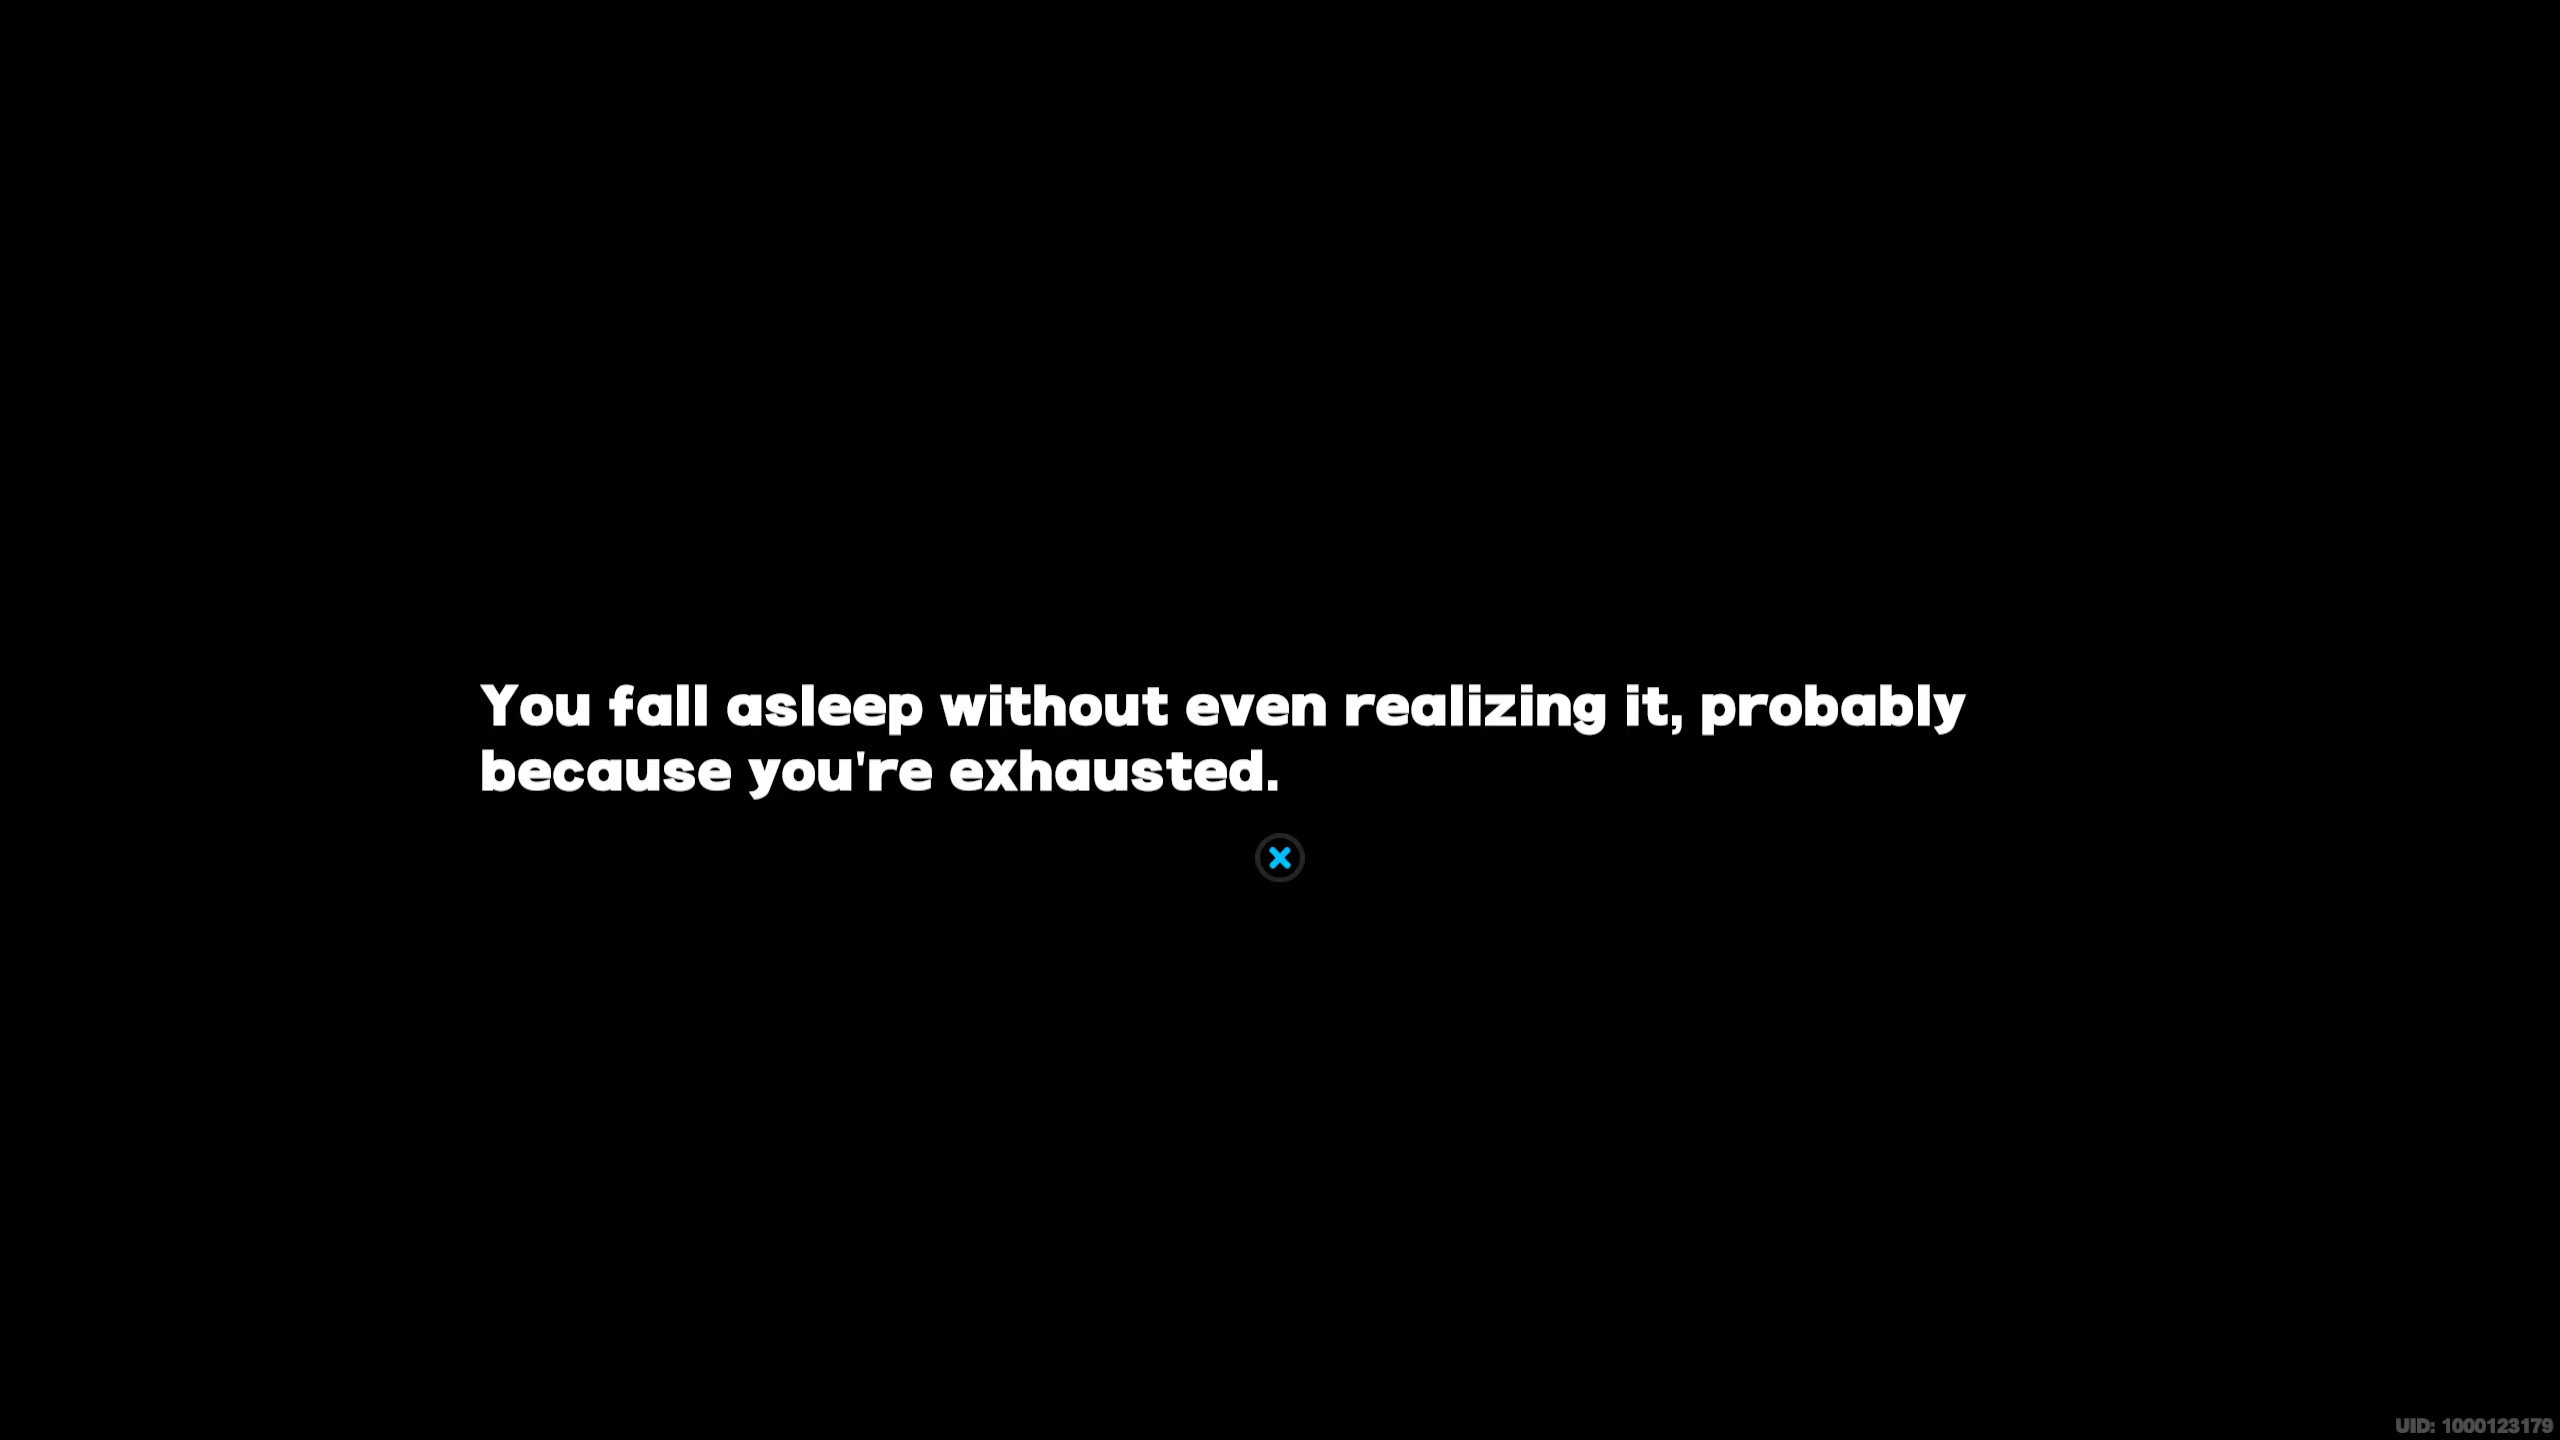 You fall asleep without even realizing it, probably
because you're exhausted.
UID: 1000123179